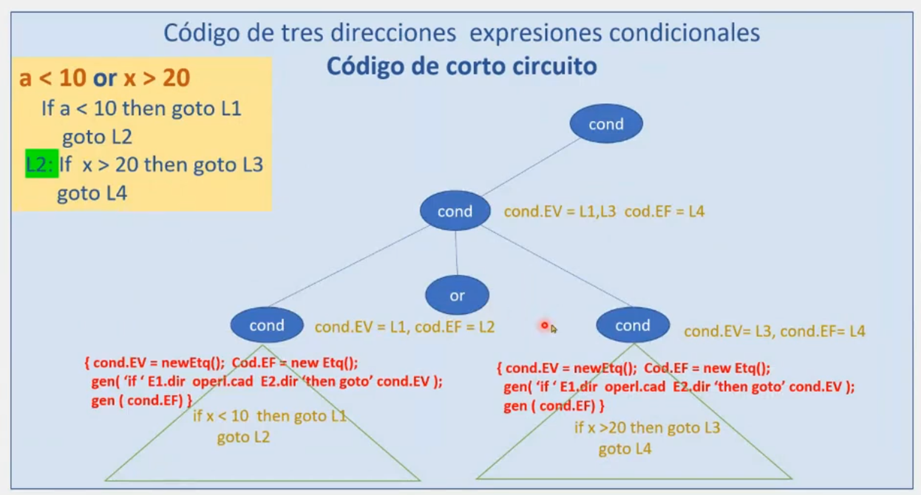 Código de tres direcciones expresiones condicionales
Código de corto circuito
a < 10 or x > 20
If a < 10 then goto L1
goto L2
L2: If x > 20 then goto L3
goto L4
cond
cond
cond.EV = L1,L3 cod.EF = L4
or
cond
cond.EV = L1, cod.EF = L2
cond
cond.EV= L3, cond.EF= L4
{ cond.EV = newEtq(); Cod.EF = new Etq();
gen( ‘if ‘ E1.dir operl.cad E2.dir ‘then goto’ cond.EV );
gen ( cond.EF) }
if x < 10 then goto L1
goto L2
{ cond.EV = newEtq(); Cod.EF = new Etq();
gen( ‘if ‘ E1.dir operl.cad E2.dir ‘then goto’ cond.EV );
gen ( cond.EF) }
if x >20 then goto L3
goto L4